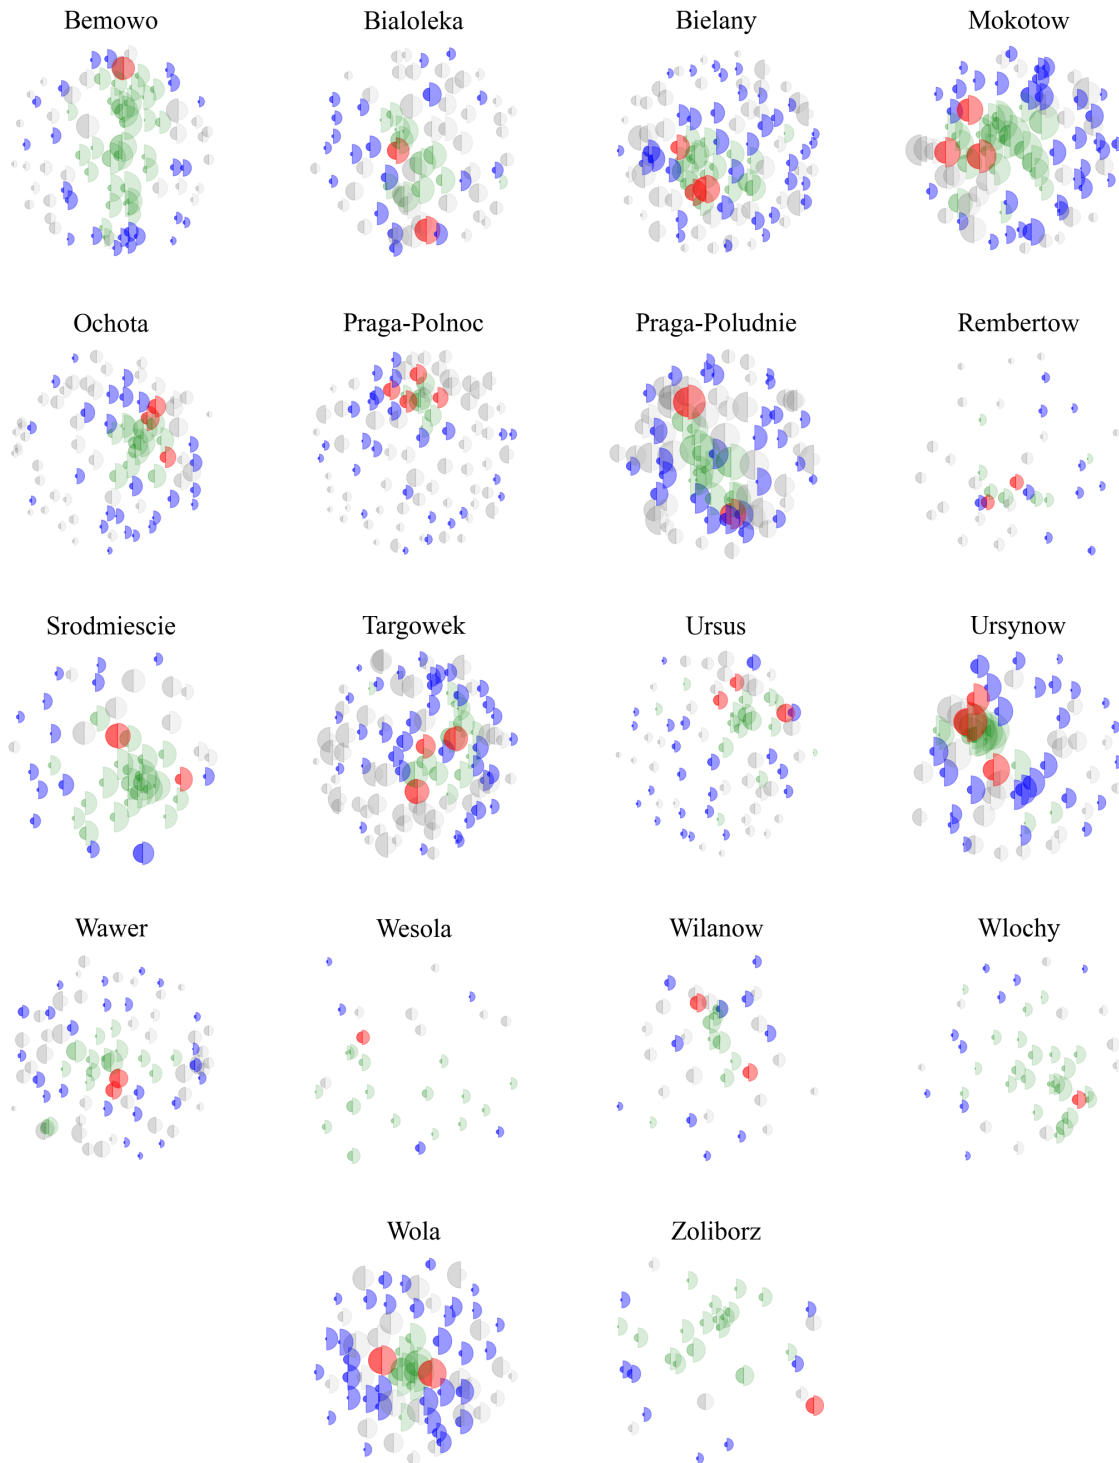 Bemowo
Bialoleka
Bielany
Mokotow
Ochota
Praga-Polnoc
Praga-Poludnie
Rembertow
Srodmiescie
Targowek
Ursus
Ursynow
Wawer
Wesola
Wilanow
Wlochy
Wola
Zoliborz